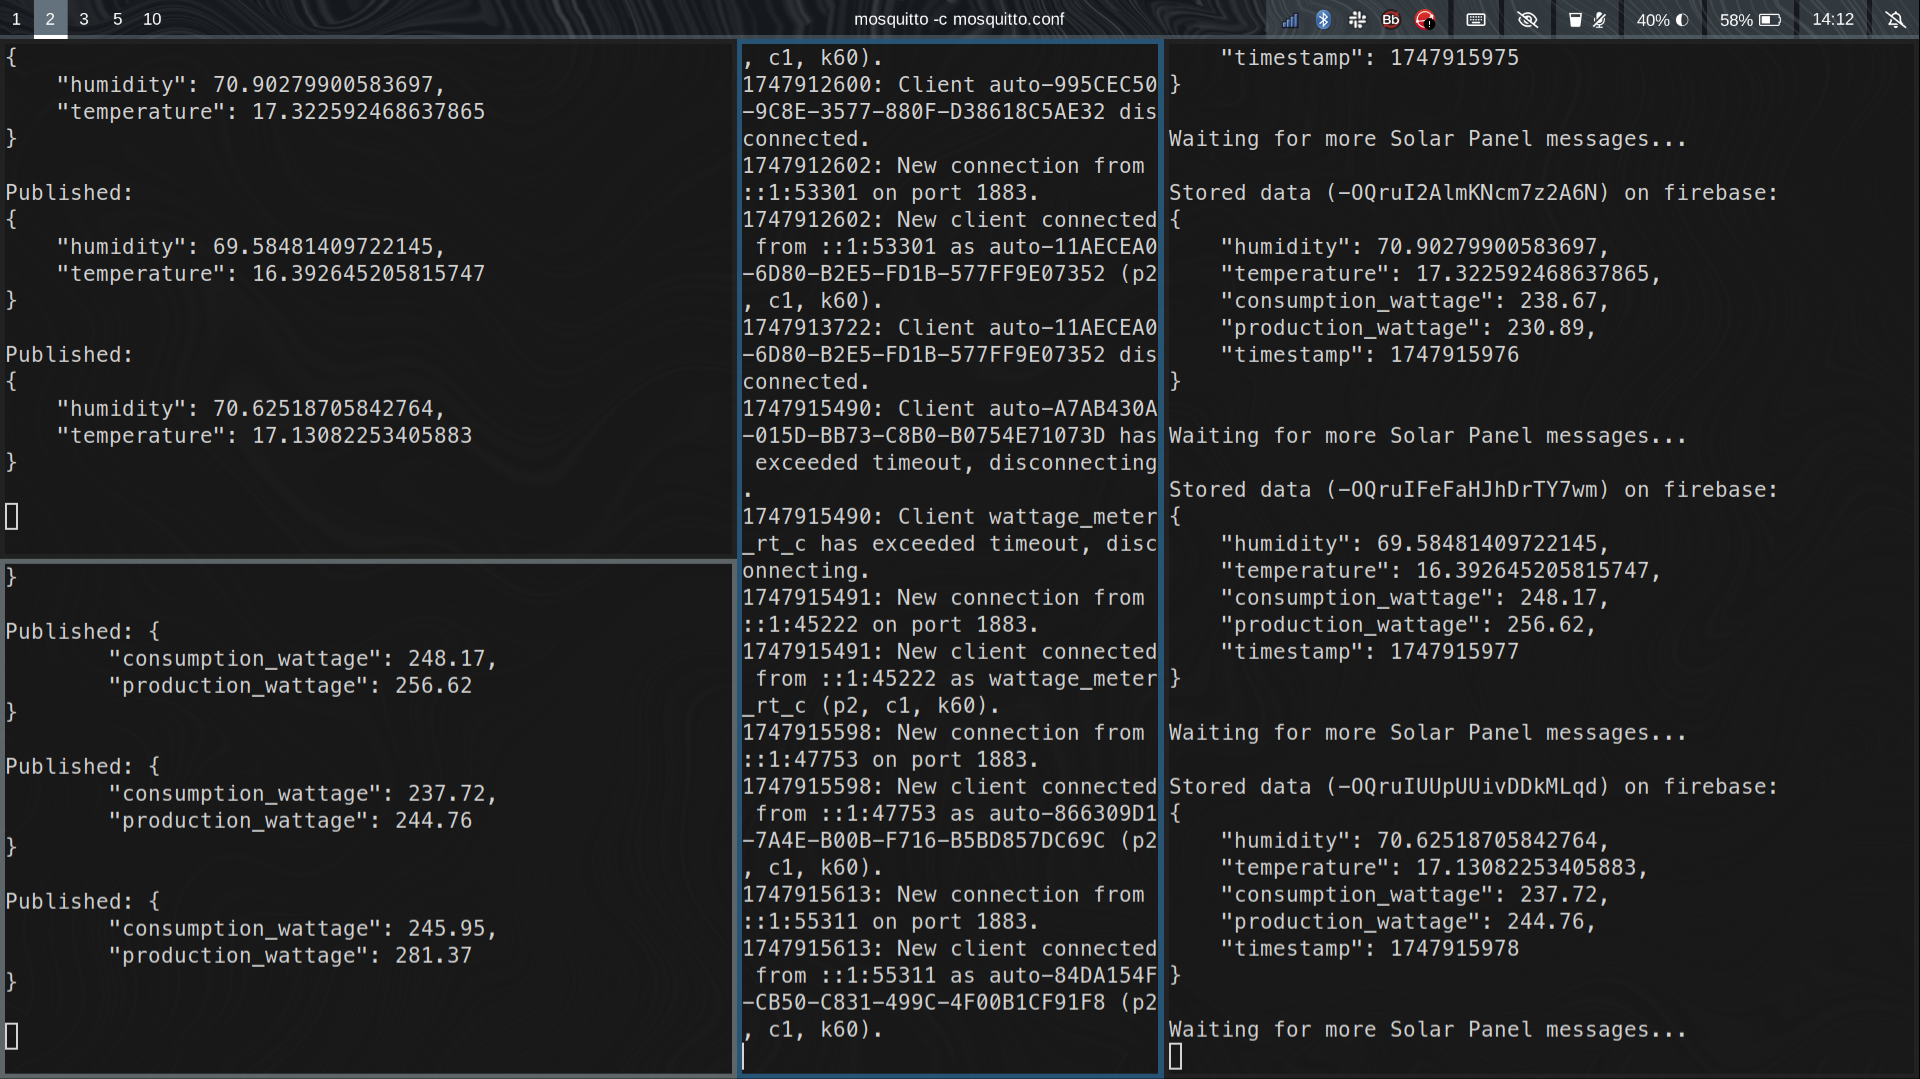 1 2 3 5 10
mosquitto -c mosquitto.conf
Bb
40%
58%
14:12
{
"humidity": 70.90279900583697,
"temperature": 17.322592468637865
}
Published:
{
"humidity": 69.58481409722145,
"temperature": 16.392645205815747
}
Published:
{
"humidity": 70.62518705842764,
"temperature": 17.13082253405883
}
}
Published: {
"consumption_wattage": 248.17,
"production_wattage": 256.62
}
Published: {
"consumption_wattage": 237.72,
"production_wattage": 244.76
}
Published: {
"consumption_wattage": 245.95,
"production_wattage": 281.37
}
, c1, k60).
1747912600: Client auto-995CEC50
-9C8E-3577-880F-D38618C5AE32 dis
connected.
1747912602: New connection from
::1:53301 on port 1883.
1747912602: New client connected
from ::1:53301 as auto-11AECEA0
-6D80-B2E5-FD1B-577FF9E07352 (p2
, c1, k60).
1747913722: Client auto-11AECEA0
-6D80-B2E5-FD1B-577FF9E07352 dis
connected.
1747915490: Client auto-A7AB430A
-015D-BB73-C8B0-B0754E71073D has
exceeded timeout, disconnecting
.
1747915490: Client wattage_meter
_rt_c has exceeded timeout, disc
onnecting.
1747915491: New connection from
::1:45222 on port 1883.
1747915491: New client connected
from ::1:45222 as wattage_meter
_rt_c (p2, c1, k60).
1747915598: New connection from
::1:47753 on port 1883.
1747915598: New client connected
from ::1:47753 as auto-866309D1
-7A4E-B00B-F716-B5BD857DC69C (p2
, c1, k60).
1747915613: New connection from
::1:55311 on port 1883.
1747915613: New client connected
from ::1:55311 as auto-84DA154F
-CB50-C831-499C-4F00B1CF91F8 (p2
, c1, k60).
"timestamp": 1747915975
}
Waiting for more Solar Panel messages...
Stored data (-OQruI2AlmKNcm7z2A6N) on firebase:
{
"humidity": 70.90279900583697,
"temperature": 17.322592468637865,
"consumption_wattage": 238.67,
"production_wattage": 230.89,
"timestamp": 1747915976
}
Waiting for more Solar Panel messages...
Stored data (-OQruIFeFaHJhDrTY7wm) on firebase:
{
"humidity": 69.58481409722145,
"temperature": 16.392645205815747,
"consumption_wattage": 248.17,
"production_wattage": 256.62,
"timestamp": 1747915977
}
Waiting for more Solar Panel messages...
Stored data (-OQruIUUpUUivDDkMLqd) on firebase:
{
"humidity": 70.62518705842764,
"temperature": 17.13082253405883,
"consumption_wattage": 237.72,
"production_wattage": 244.76,
"timestamp": 1747915978
}
Waiting for more Solar Panel messages...